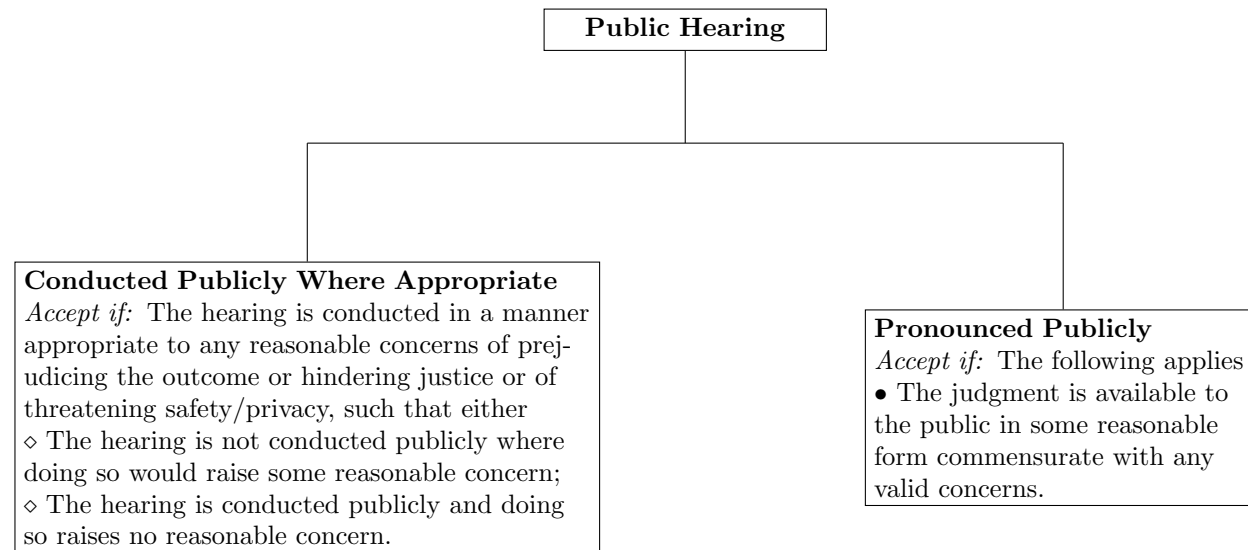 Public Hearing
Conducted Publicly Where Appropriate
Accept if: The hearing is conducted in a manner
appropriate to any reasonable concerns of prej-
udicing the outcome or hindering justice or of
threatening safety/privacy, such that either
⋄ The hearing is not conducted publicly where
doing so would raise some reasonable concern;
⋄ The hearing is conducted publicly and doing
so raises no reasonable concern.
Pronounced Publicly
Accept if: The following applies
• The judgment is available to
the public in some reasonable
form commensurate with any
valid concerns.